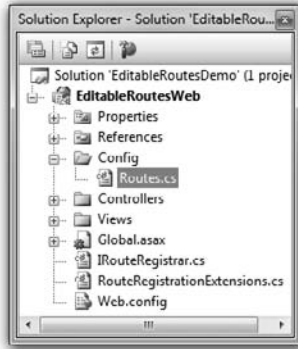 Solution Explorer - Solution 'EditableRou...
Solution 'EditableRoutesDemo' (1 proje
EditableRoutesWeb
Properties
References
Config
Routes.cs
Controllers
Views
Global.asax
IRouteRegistrar.cs
RouteRegistrationExtensions.cs
Web.config